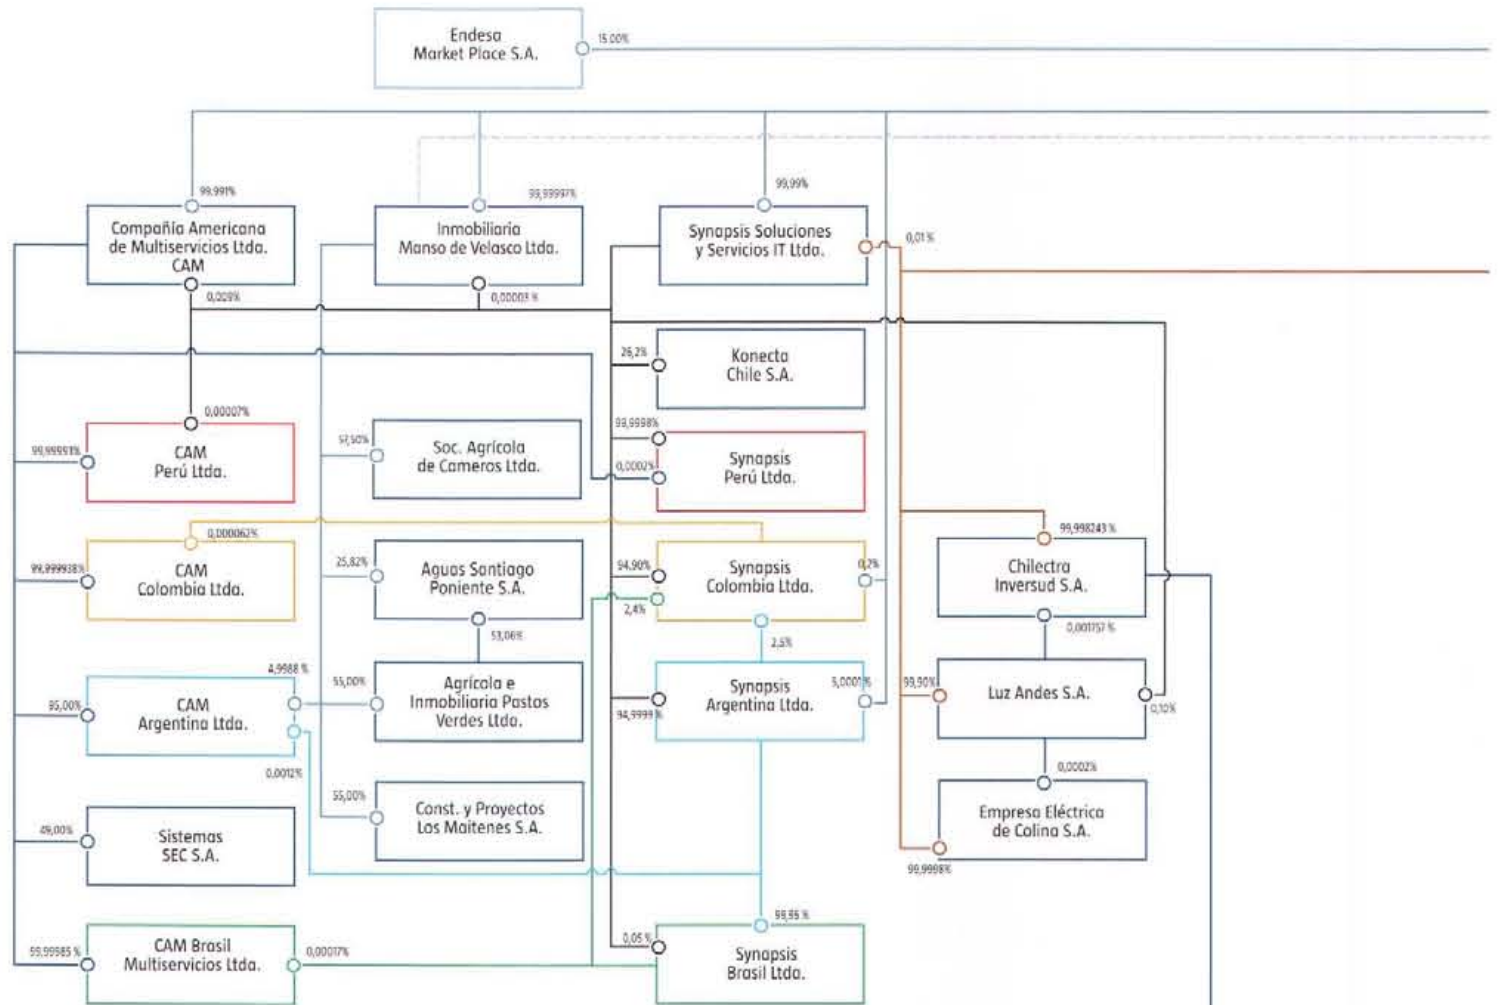 Endesa
Market Place S.A.
15.00%
99,991%
Compañía Americana
de Multiservicios Ltda.
CAM
0,009%
99,99997%
Inmobiliaria
Manso de Velasco Ltda.
0,00003 %
99,99%
Synapsis Soluciones
y Servicios IT Ltda.
0,01 %
26,2%
Konecta
Chile S.A.
0,00007%
99,99993%
CAM
Perú Ltda.
57,50%
Soc. Agrícola
de Cameros Ltda.
99,9998%
0,0002%
Synapsis
Perú Ltda.
0,000062%
99,999938%
CAM
Colombia Ltda.
25,82%
Aguas Santiago
Poniente S.A.
53,06%
94,90%
2,4%
Synapsis
Colombia Ltda.
0,2%
2,5%
99,998243 %
Chilectra
Inversud S.A.
0,001757 %
4,9988 %
95,00%
CAM
Argentina Ltda.
0,0012%
55,00%
Agrícola e
Inmobiliaria Pastos
Verdes Ltda.
94,9999%
Synapsis
Argentina Ltda.
5,0001%
99,90%
Luz Andes S.A.
0,10%
0,0002%
49,00%
Sistemas
SEC S.A.
55,00%
Const. y Proyectos
Los Maitenes S.A.
Empresa Eléctrica
de Colina S.A.
99,9998%
99,99985 %
CAM Brasil
Multiservicios Ltda.
0,00017%
99,95 %
0,05 %
Synapsis
Brasil Ltda.